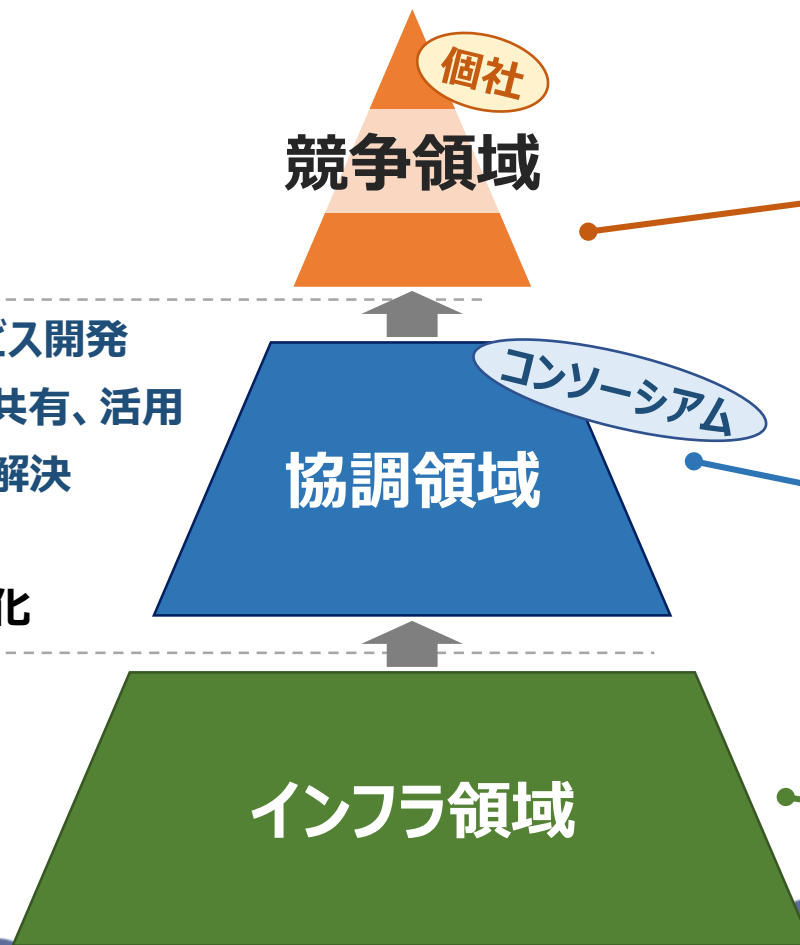 個社
競争領域
ビス開発
共有、活用
解決
コンソーシアム
協調領域
化
インフラ領域